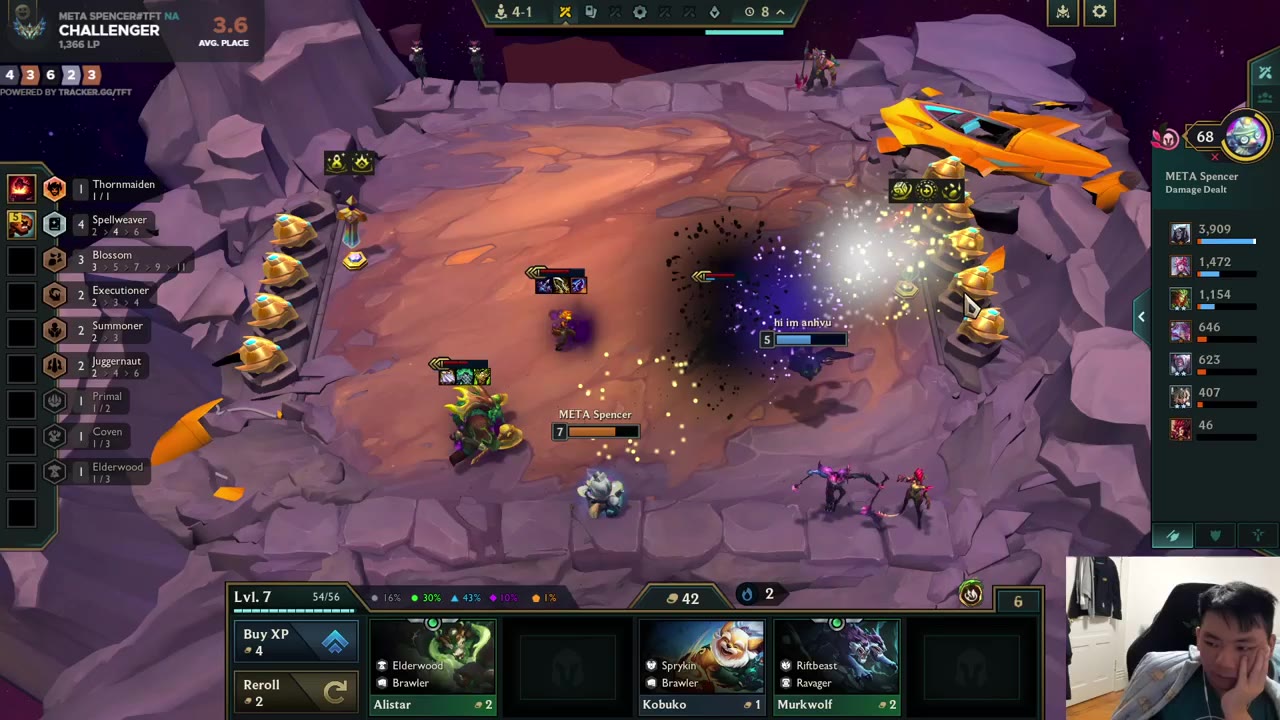 META SPENCER#TFT NA
CHALLENGER
1,366 LP
3.6
AVG. PLACE
4 3 6 2 3
POWERED BY TRACKER.GG/TFT
4-1
8
1 Thornmaiden
1 / 1
4 Spellweaver
2 > 4 > 6
3 Blossom
3 > 5 > 7 > 9 > 11
2 Executioner
2 > 3 > 4
2 Summoner
2 > 3
2 Juggernaut
2 > 4 > 6
1 Primal
1 / 2
1 Coven
1 / 3
1 Elderwood
1 / 3
hi im anhvu
5
META Spencer
7
68
META Spencer
Damage Dealt
3,909
1,472
1,154
646
623
407
46
Lvl. 7 54/56
16% 30% 43% 10% 1%
42
2
6
Buy XP
4
Reroll
2
Elderwood
Brawler
Alistar 2
Sprykin
Brawler
Kobuko 1
Riftbeast
Ravager
Murkwolf 2